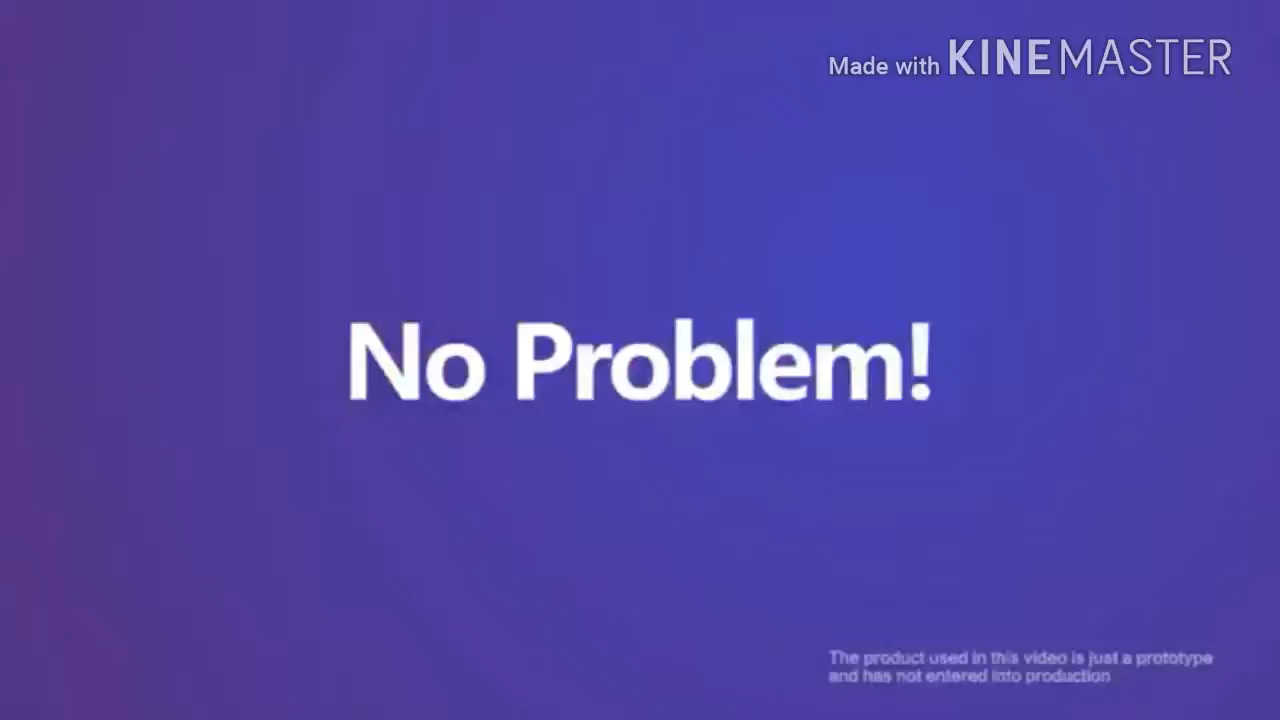 Made with KINEMASTER
No Problem!
The product used in this video is just a prototype
and has not entered into production